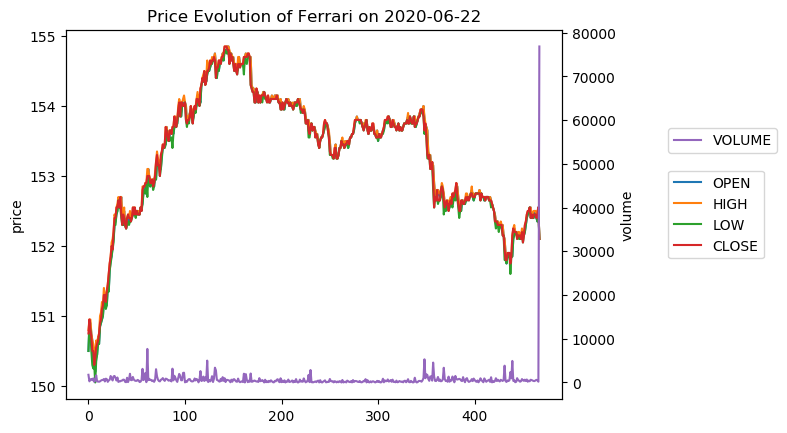 Price Evolution of Ferrari on 2020-06-22
155
154
153
152
151
150
price
0
100
200
300
400
80000
70000
60000
50000
40000
30000
20000
10000
0
volume
VOLUME
OPEN
HIGH
LOW
CLOSE